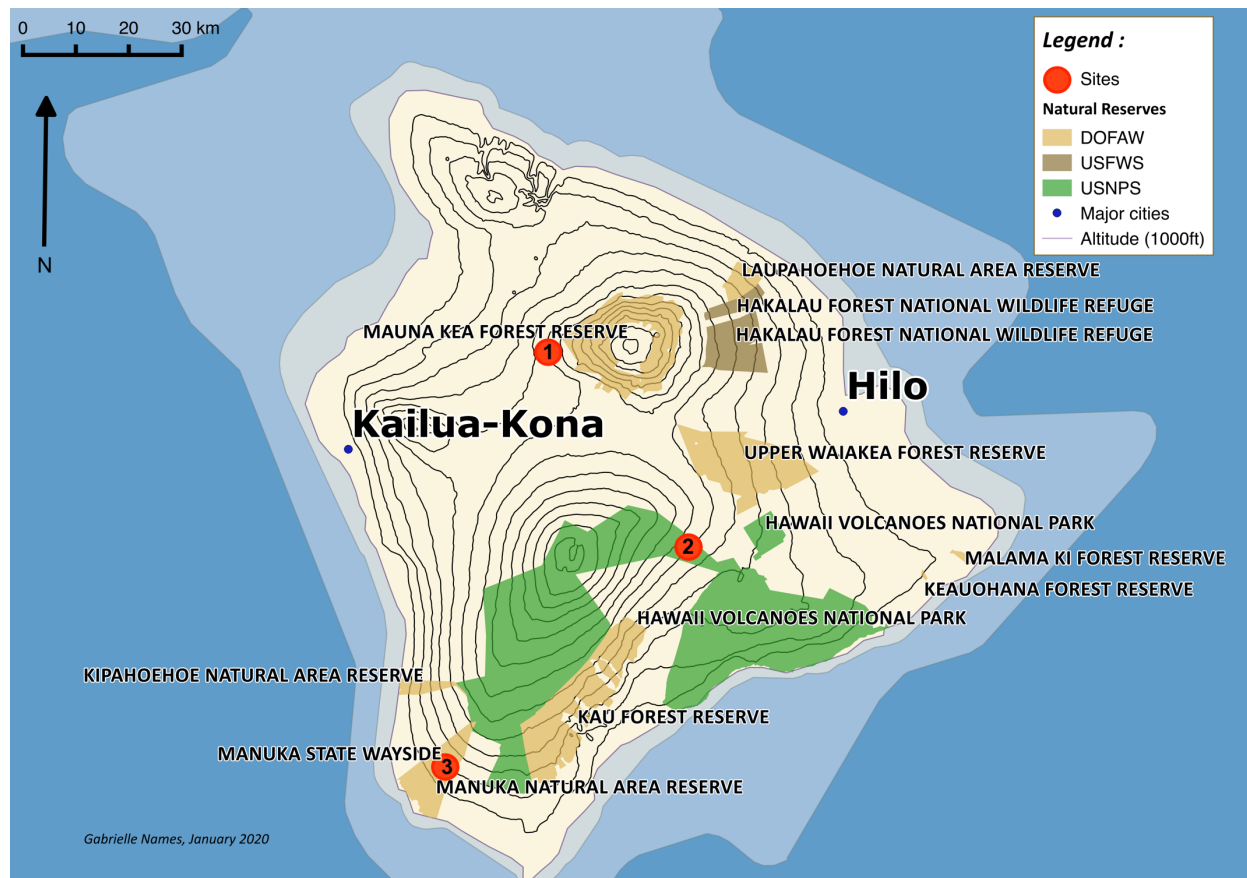 0 10 20 30 km
N
Legend :
Sites
Natural Reserves
DOFAW
USFWS
USNPS
Major cities
Altitude (1000ft)
LAUPAHOEHOE NATURAL AREA RESERVE
HAKALAU FOREST NATIONAL WILDLIFE REFUGE
MAUNA KEA FOREST RESERVE
HAKALAU FOREST NATIONAL WILDLIFE REFUGE
1
Hilo
Kailua-Kona
UPPER WAIAKEA FOREST RESERVE
HAWAII VOLCANOES NATIONAL PARK
2
MALAMA KI FOREST RESERVE
KEAUOHANA FOREST RESERVE
HAWAII VOLCANOES NATIONAL PARK
KIPAHOEHOE NATURAL AREA RESERVE
KAU FOREST RESERVE
MANUKA STATE WAYSIDE
3
MANUKA NATURAL AREA RESERVE
Gabrielle Names, January 2020